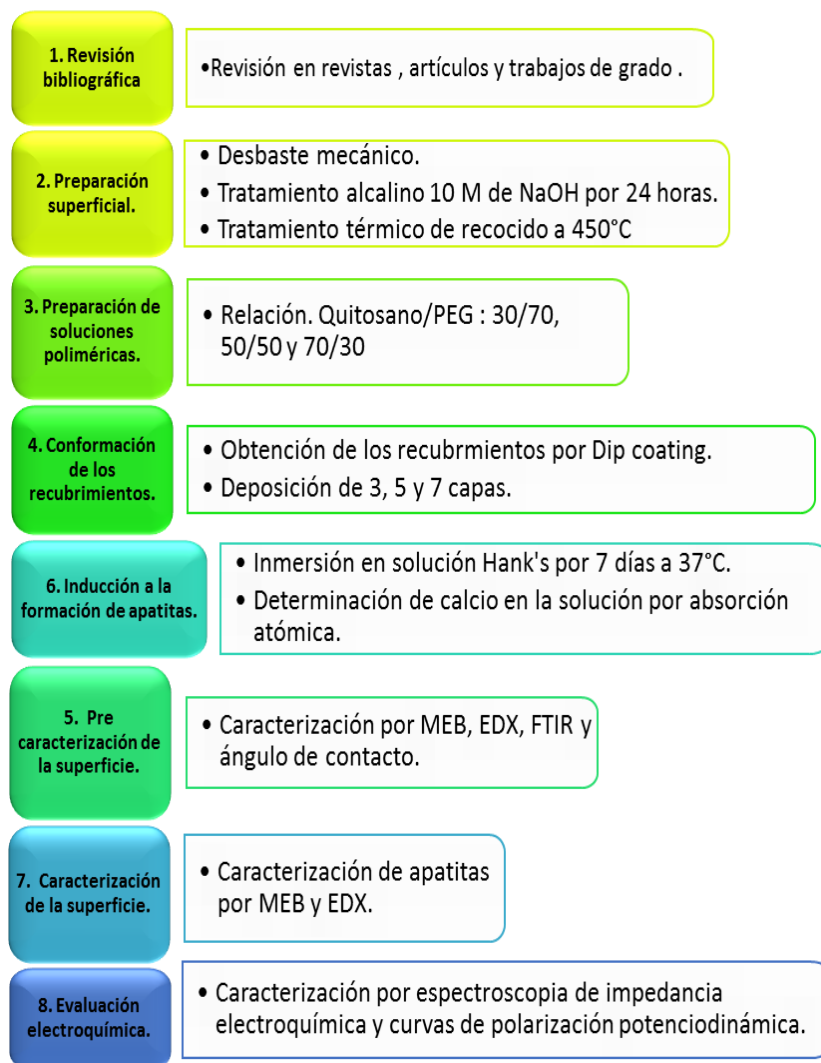 1. Revisión
bibliográfica
•Revisión en revistas , artículos y trabajos de grado .
2. Preparación
superficial.
• Desbaste mecánico.
• Tratamiento alcalino 10 M de NaOH por 24 horas.
• Tratamiento térmico de recocido a 450°C
3. Preparación de
soluciones
poliméricas.
• Relación. Quitosano/PEG : 30/70,
50/50 y 70/30
4. Conformación
de los
recubrimientos.
• Obtención de los recubrmientos por Dip coating.
• Deposición de 3, 5 y 7 capas.
6. Inducción a la
formación de apatitas.
• Inmersión en solución Hank's por 7 días a 37°C.
• Determinación de calcio en la solución por absorción
atómica.
5. Pre
caracterización de
la superficie.
• Caracterización por MEB, EDX, FTIR y
ángulo de contacto.
7. Caracterización
de la superficie.
• Caracterización de apatitas
por MEB y EDX.
8. Evaluación
electroquímica.
• Caracterización por espectroscopia de impedancia
electroquímica y curvas de polarización potenciodinámica.